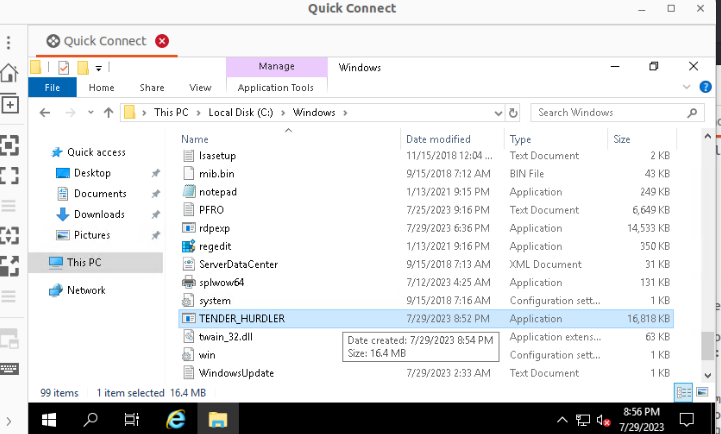 Quick Connect
Quick Connect
Manage Windows
File Home Share View Application Tools
This PC Local Disk (C:) Windows Search Windows
Name Date modified Type Size
Quick access
Desktop
Documents
Downloads
Pictures
This PC
Network
lsasetup 11/15/2018 12:04 ... Text Document 2 KB
mib.bin 9/15/2018 7:12 AM BIN File 43 KB
notepad 1/13/2021 9:15 PM Application 249 KB
PFRO 7/25/2023 9:16 PM Text Document 6,649 KB
rdpexp 7/29/2023 6:36 PM Application 14,533 KB
regedit 1/13/2021 9:16 PM Application 350 KB
ServerDataCenter 9/15/2018 7:13 AM XML Document 31 KB
splwow64 7/12/2023 4:25 AM Application 131 KB
system 9/15/2018 7:16 AM Configuration sett... 1 KB
TENDER_HURDLER 7/29/2023 8:52 PM Application 16,818 KB
twain_32.dll Application extens... 63 KB
win Configuration sett... 1 KB
WindowsUpdate 7/29/2023 2:33 AM Text Document 1 KB
Date created: 7/29/2023 8:54 PM
Size: 16.4 MB
99 items 1 item selected 16.4 MB
8:56 PM
7/29/2023